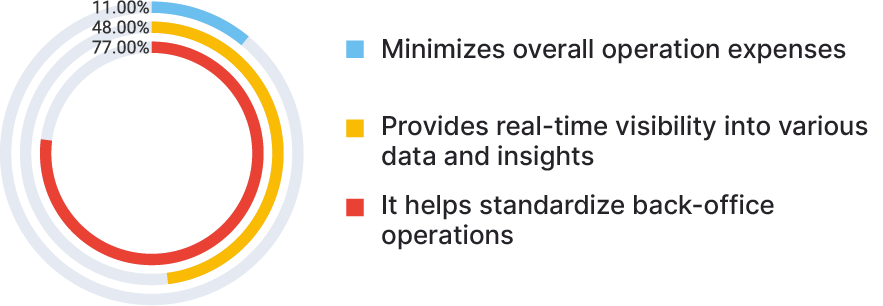 11.00%
48.00%
77.00%
Minimizes overall operation expenses
Provides real-time visibility into various
data and insights
It helps standardize back-office
operations